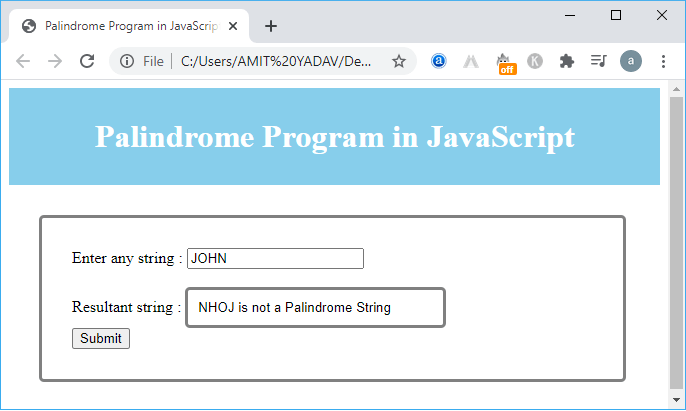 Palindrome Program in JavaScrip
File | C:/Users/AMIT%20YADAV/De...
a
off
K
a
Palindrome Program in JavaScript
Enter any string : JOHN
Resultant string : NHOJ is not a Palindrome String
Submit